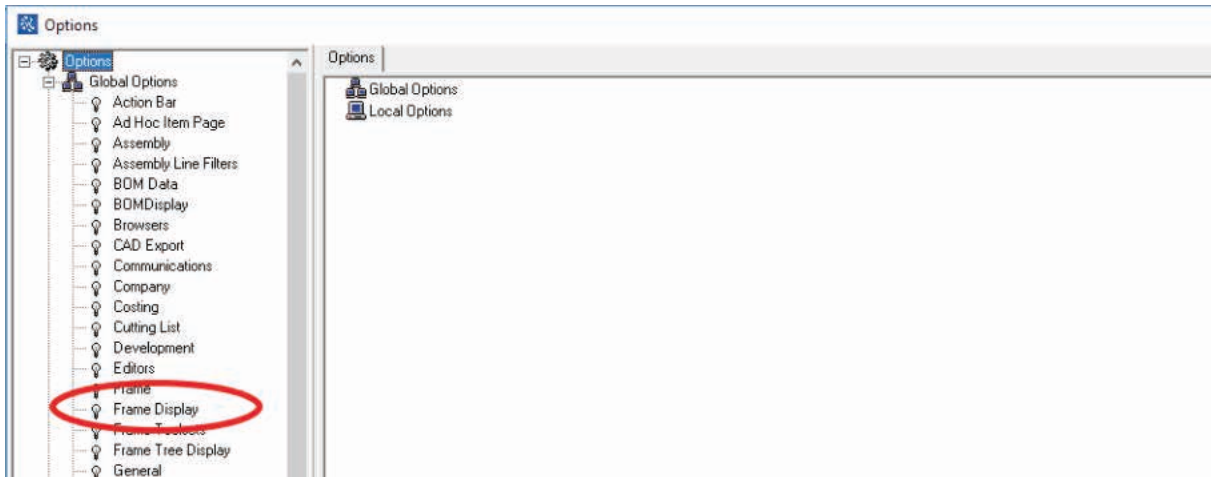 Options
Options
Global Options
Action Bar
Ad Hoc Item Page
Assembly
Assembly Line Filters
BOM Data
BOMDisplay
Browsers
CAD Export
Communications
Company
Costing
Cutting List
Development
Editors
Frame
Frame Display
Frame Toolsets
Frame Tree Display
General
Options
Global Options
Local Options